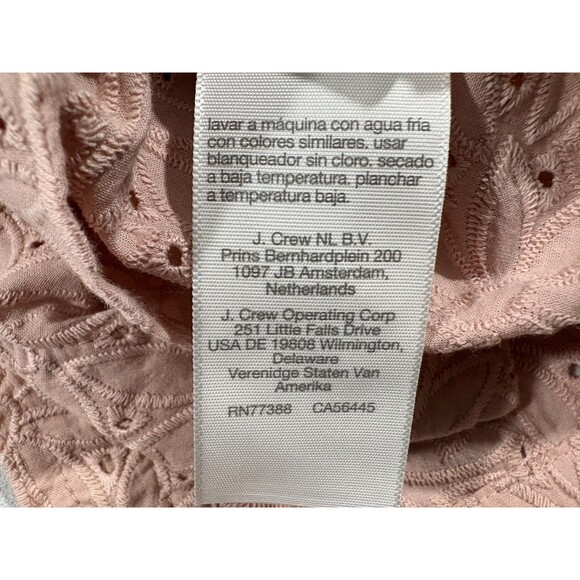 lavar a máquina con agua fría
con colores similares. usar
blanqueador sin cloro. secado
a baja temperatura. planchar
a temperatura baja.
J. Crew NL B.V.
Prins Bernhardplein 200
1097 JB Amsterdam,
Netherlands
J. Crew Operating Corp
251 Little Falls Drive
USA DE 19808 Wilmington,
Delaware
Verenidge Staten Van
Amerika
RN77388 CA56445